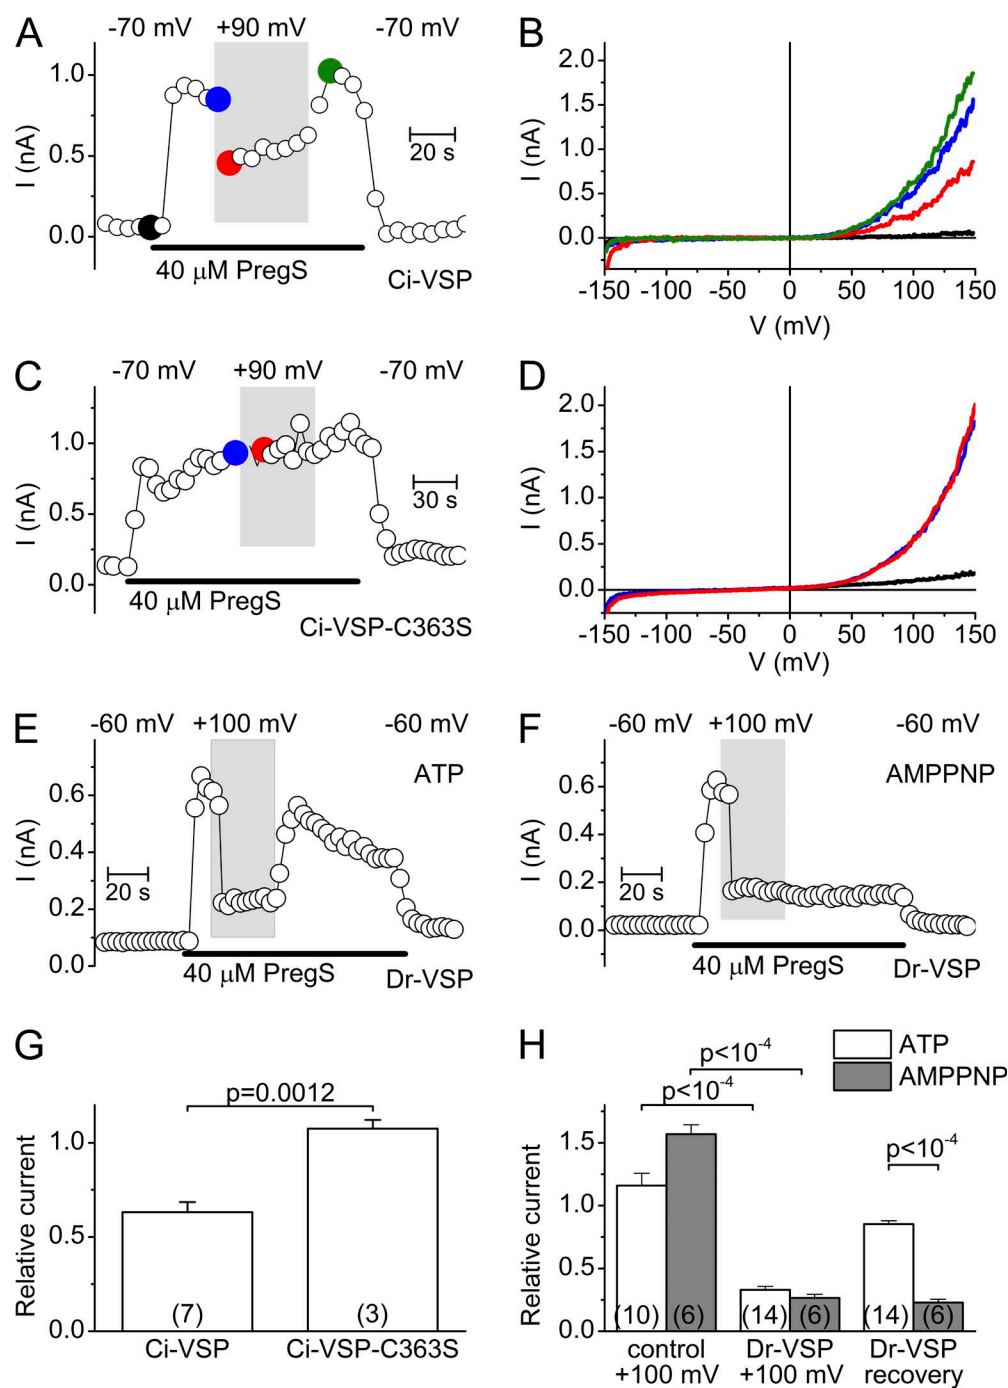 A
-70 mV
+90 mV
-70 mV
I (nA)
1.0
0.5
0.0
20 s
40 μM PregS
Ci-VSP
B
I (nA)
2.0
1.5
1.0
0.5
0.0
-150 -100 -50 0 50 100 150
V (mV)
C
-70 mV
+90 mV
-70 mV
I (nA)
1.0
0.5
0.0
30 s
40 μM PregS
Ci-VSP-C363S
D
I (nA)
2.0
1.5
1.0
0.5
0.0
-150 -100 -50 0 50 100 150
V (mV)
E
-60 mV
+100 mV
-60 mV
ATP
I (nA)
0.6
0.4
0.2
0.0
20 s
40 μM PregS
Dr-VSP
F
-60 mV
+100 mV
-60 mV
AMPPNP
I (nA)
0.6
0.4
0.2
0.0
20 s
40 μM PregS
Dr-VSP
G
p=0.0012
Relative current
1.0
0.5
0.0
(7)
(3)
Ci-VSP
Ci-VSP-C363S
H
ATP
AMPPNP
p<10-4
p<10-4
p<10-4
Relative current
1.5
1.0
0.5
0.0
(10) (6) (14) (6) (14) (6)
control
+100 mV
Dr-VSP
+100 mV
Dr-VSP
recovery